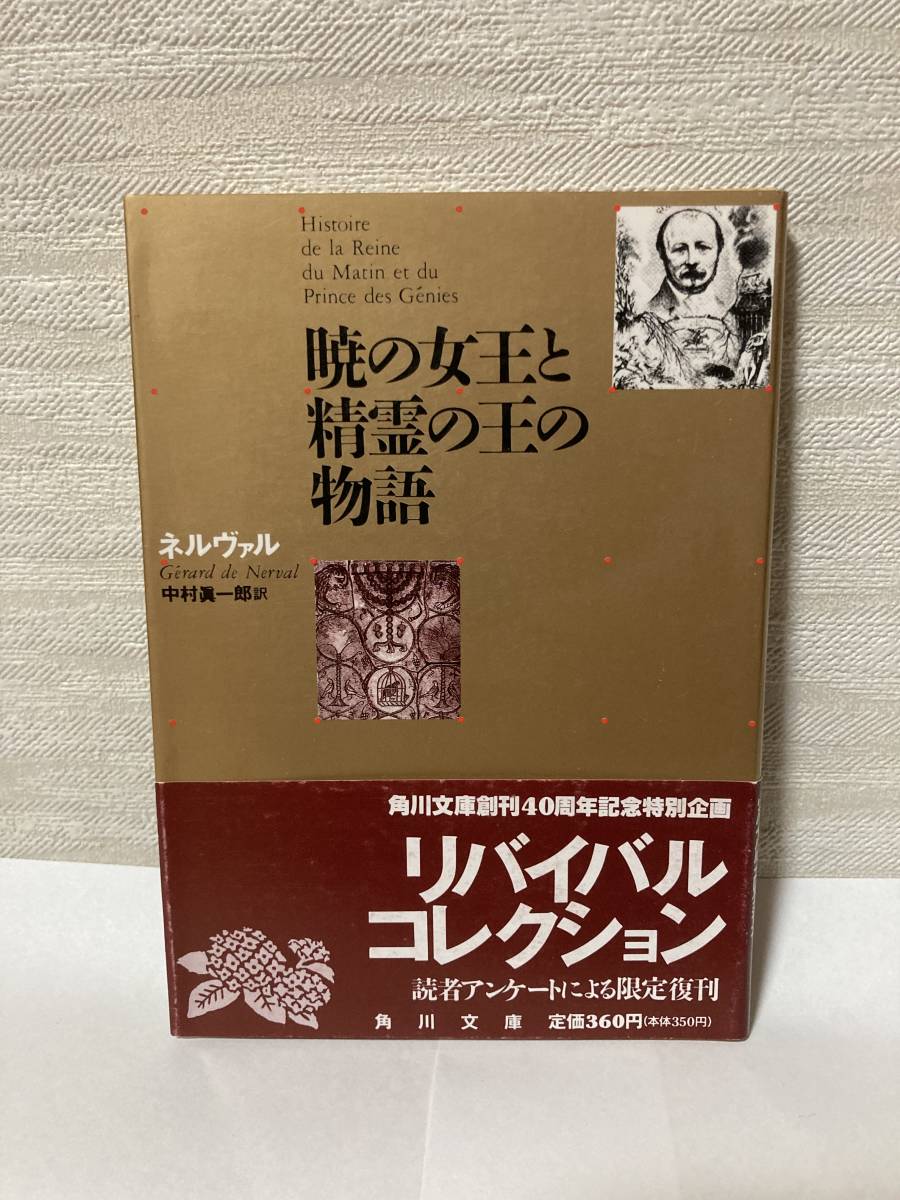 Histoire
de la Reine
du Matin et du
Prince des Génies
暁の女王と
精霊の王の
物語
ネルヴァル
Gérard de Nerval
中村眞一郎訳
角川文庫創刊40周年記念特別企画
リバイバル
コレクション
読者アンケートによる限定復刊
角川文庫 定価360円(本体350円)